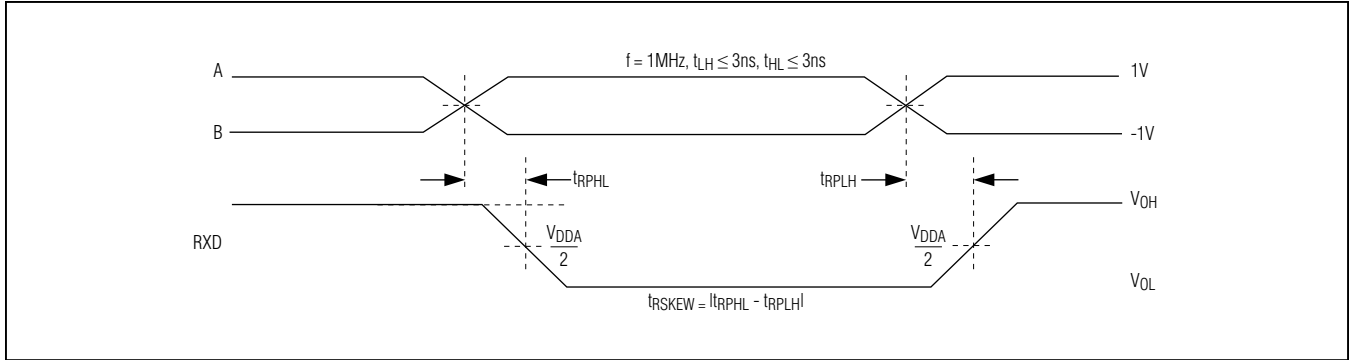 A
f = 1MHz, tLH ≤ 3ns, tHL ≤ 3ns
1V
B
-1V
tRPHL
tRPLH
VOH
RXD
VDDA
2
VDDA
2
VOL
tRSKEW = |tRPHL - tRPLH|